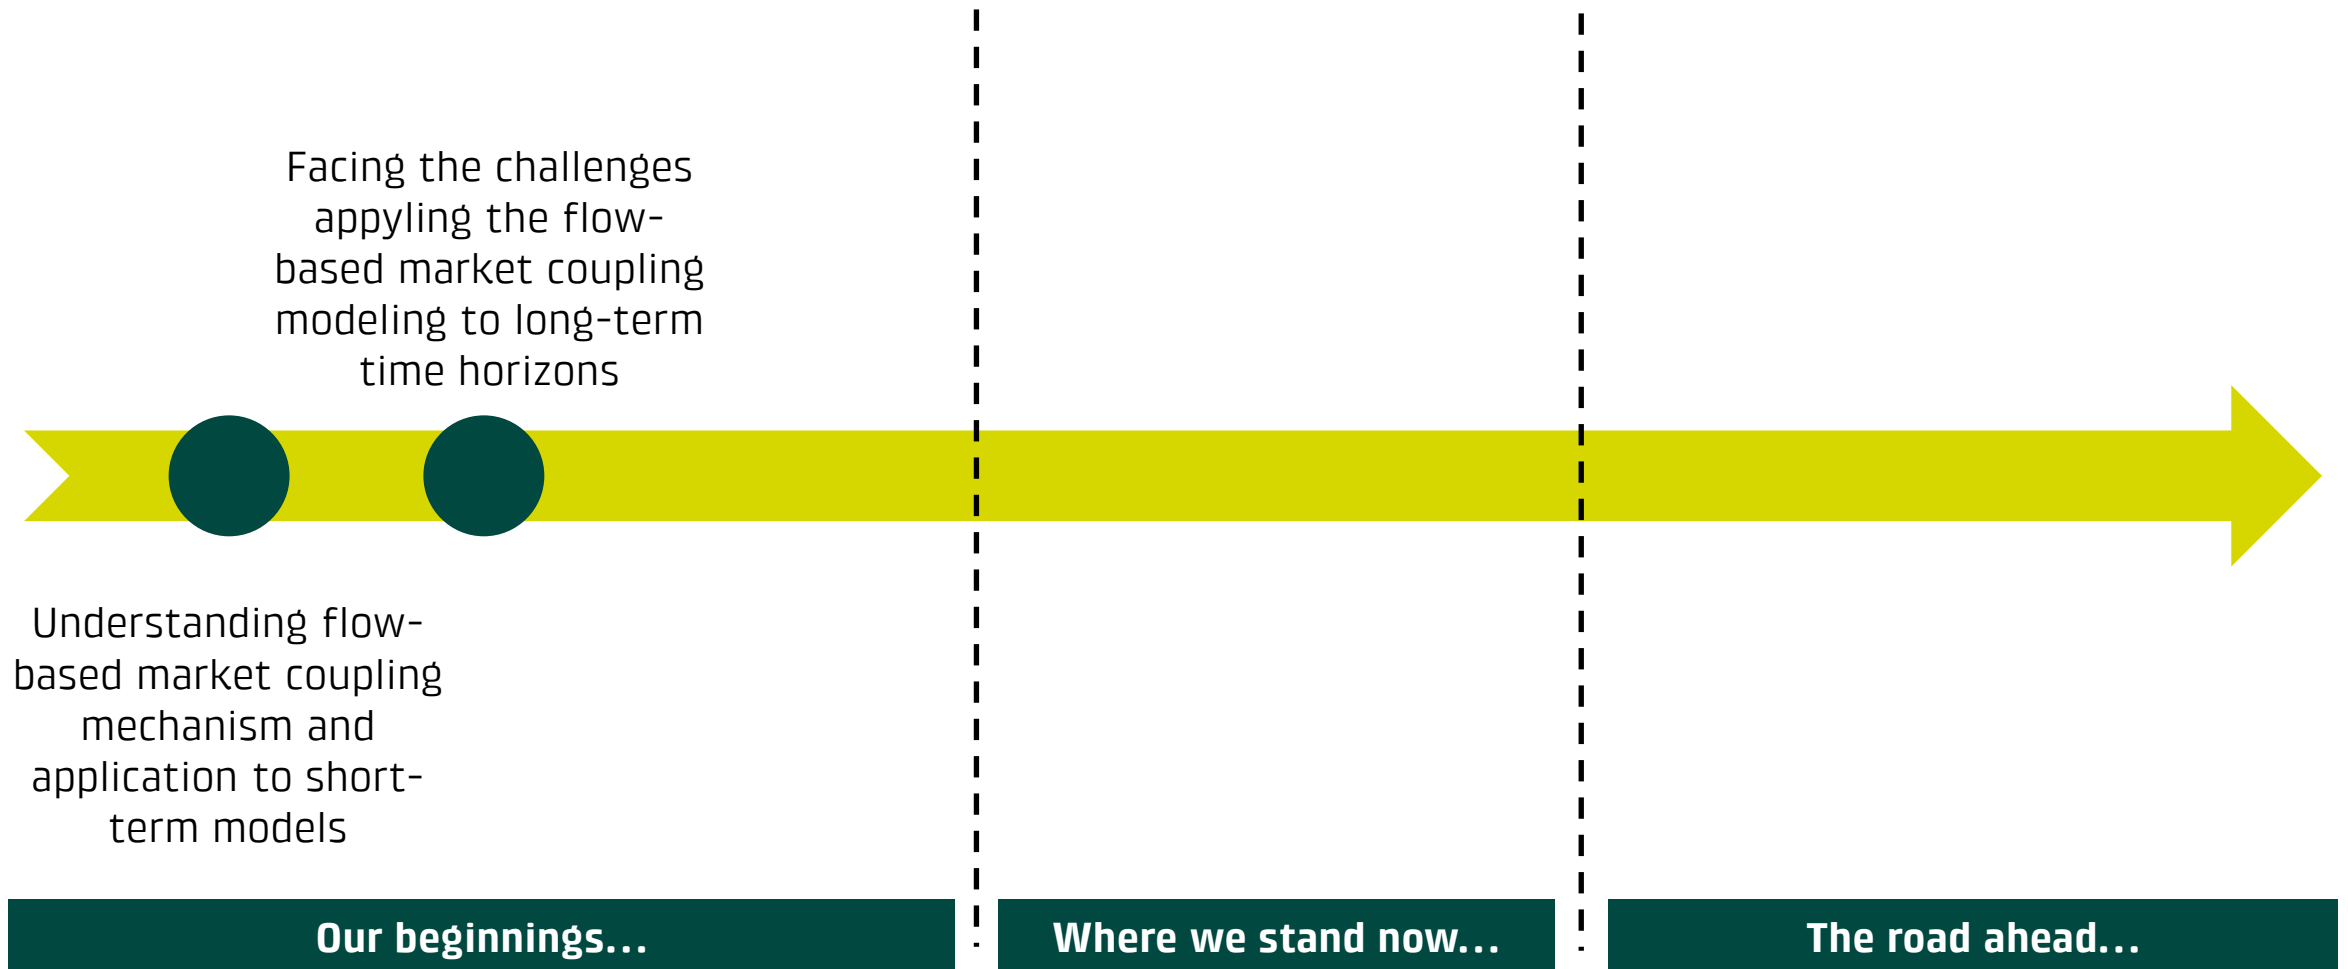 Facing the challenges
appyling the flow-
based market coupling
modeling to long-term
time horizons
Understanding flow-
based market coupling
mechanism and
application to short-
term models
Our beginnings...
Where we stand now...
The road ahead...